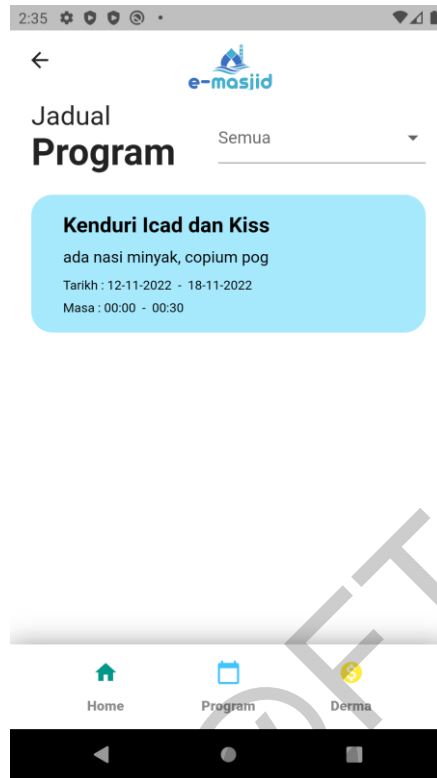 2:35
e-masjid
Jadual
Program
Semua
Kenduri Icad dan Kiss
ada nasi minyak, copium pog
Tarikh : 12-11-2022 - 18-11-2022
Masa : 00:00 - 00:30
Home
Program
Derma
@FT